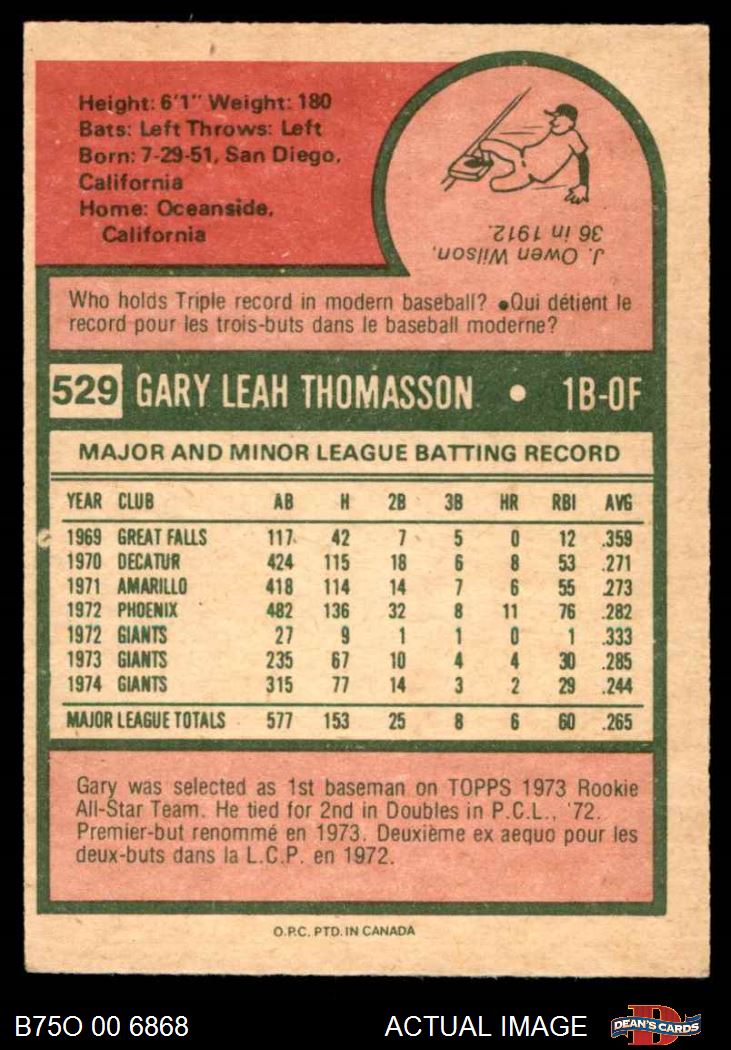 Height: 6'1" Weight: 180
Bats: Left Throws: Left
Born: 7-29-51, San Diego,
California
Home: Oceanside,
California
J. Owen Wilson,
36 in 1912.
Who holds Triple record in modern baseball? ●Qui détient le
record pour les trois-buts dans le baseball moderne?
529 GARY LEAH THOMASSON • 1B-OF
MAJOR AND MINOR LEAGUE BATTING RECORD
YEAR CLUB AB H 2B 3B HR RBI AVG
1969 GREAT FALLS 117 42 7 5 0 12 .359
1970 DECATUR 424 115 18 6 8 53 .271
1971 AMARILLO 418 114 14 7 6 55 .273
1972 PHOENIX 482 136 32 8 11 76 .282
1972 GIANTS 27 9 1 1 0 1 .333
1973 GIANTS 235 67 10 4 4 30 .285
1974 GIANTS 315 77 14 3 2 29 .244
MAJOR LEAGUE TOTALS 577 153 25 8 6 60 .265
Gary was selected as 1st baseman on TOPPS 1973 Rookie
All-Star Team. He tied for 2nd in Doubles in P.C.L., '72.
Premier-but renommé en 1973. Deuxième ex aequo pour les
deux-buts dans la L.C.P. en 1972.
O.P.C. PTD. IN CANADA
B75O 00 6868 ACTUAL IMAGE D DEAN'S CARDS